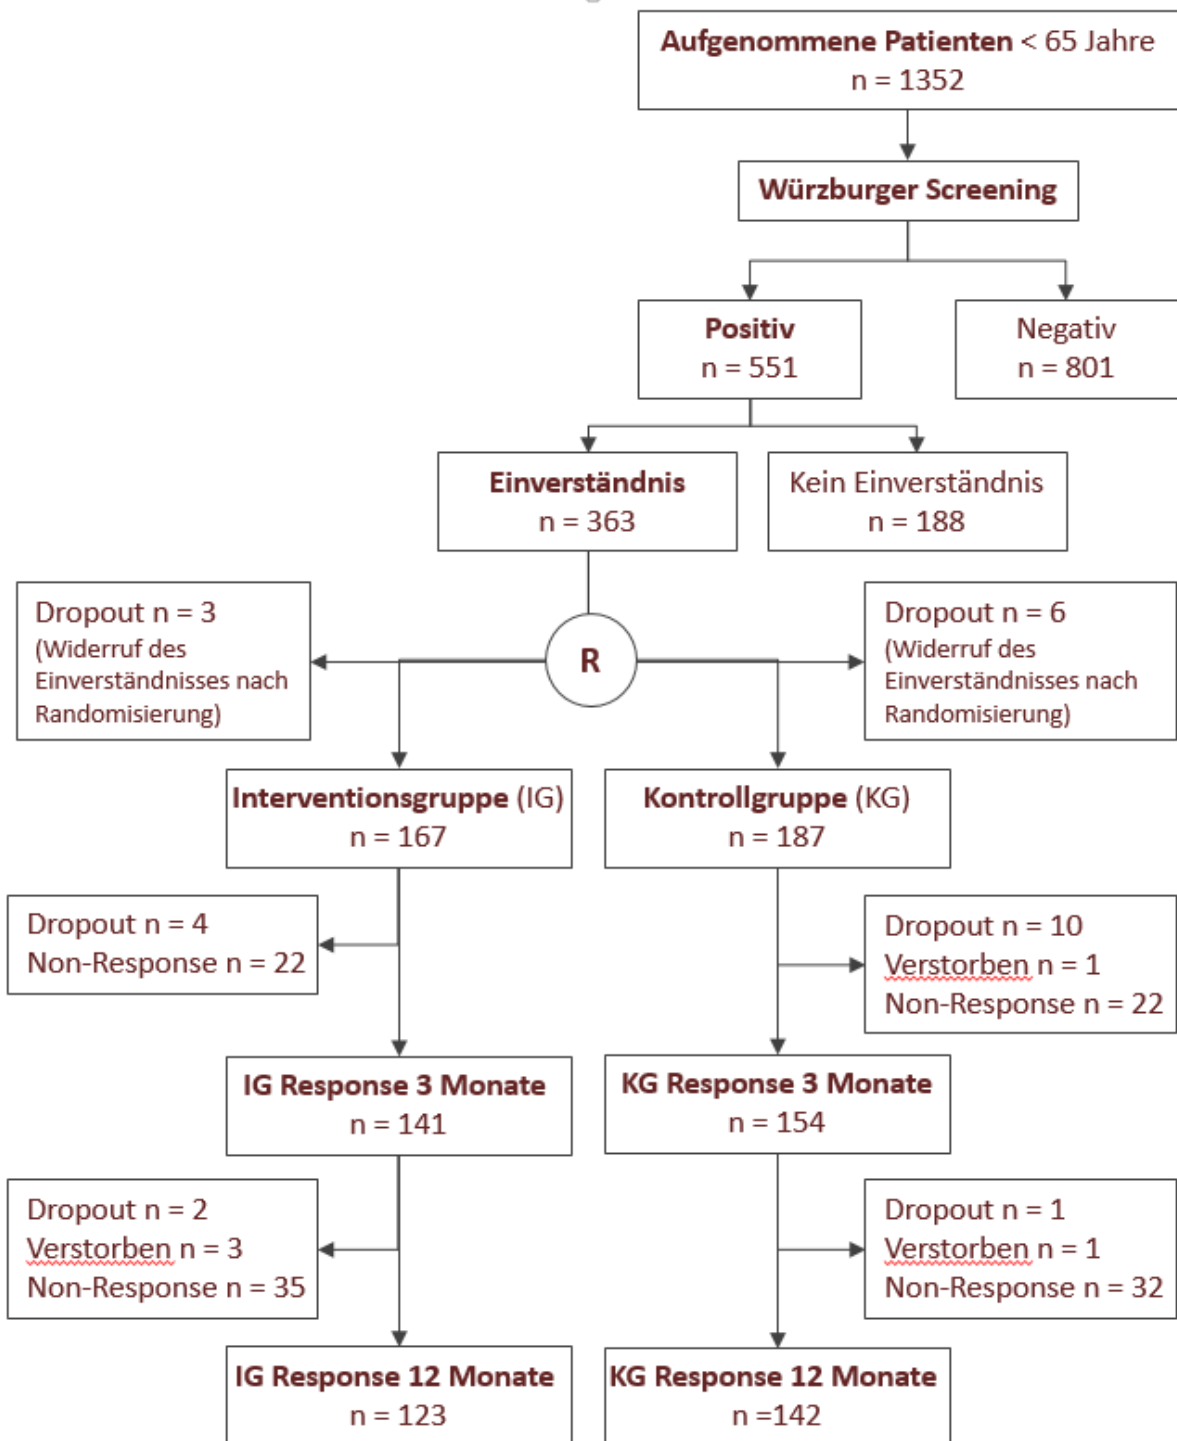 Aufgenommene Patienten < 65 Jahre
n = 1352
Würzburger Screening
Positiv
n = 551
Negativ
n = 801
Einverständnis
n = 363
Kein Einverständnis
n = 188
Dropout n = 3
(Widerruf des
Einverständnisses nach
Randomisierung)
R
Dropout n = 6
(Widerruf des
Einverständnisses nach
Randomisierung)
Interventionsgruppe (IG)
n = 167
Kontrollgruppe (KG)
n = 187
Dropout n = 4
Non-Response n = 22
Dropout n = 10
Verstorben n = 1
Non-Response n = 22
IG Response 3 Monate
n = 141
KG Response 3 Monate
n = 154
Dropout n = 2
Verstorben n = 3
Non-Response n = 35
Dropout n = 1
Verstorben n = 1
Non-Response n = 32
IG Response 12 Monate
n = 123
KG Response 12 Monate
n =142